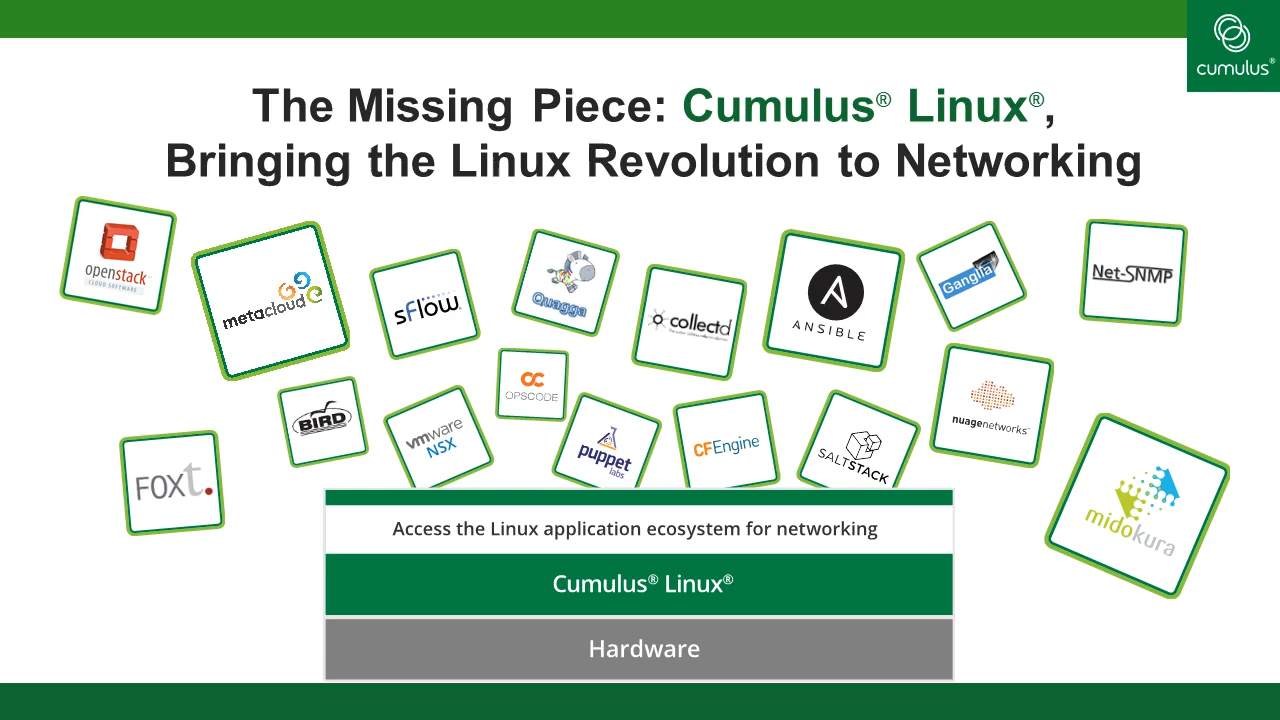 cumulus®
The Missing Piece: Cumulus® Linux®,
Bringing the Linux Revolution to Networking
openstack
CLOUD SOFTWARE
metacloud
sFlow
Quagga
collectd
ANSIBLE
Ganglia
Net-SNMP
BIRD
vmware
NSX
OPSCODE
puppet
labs
CFEngine
SALTSTACK
nuagenetworks
FOXt.
midokura
Access the Linux application ecosystem for networking
Cumulus® Linux®
Hardware